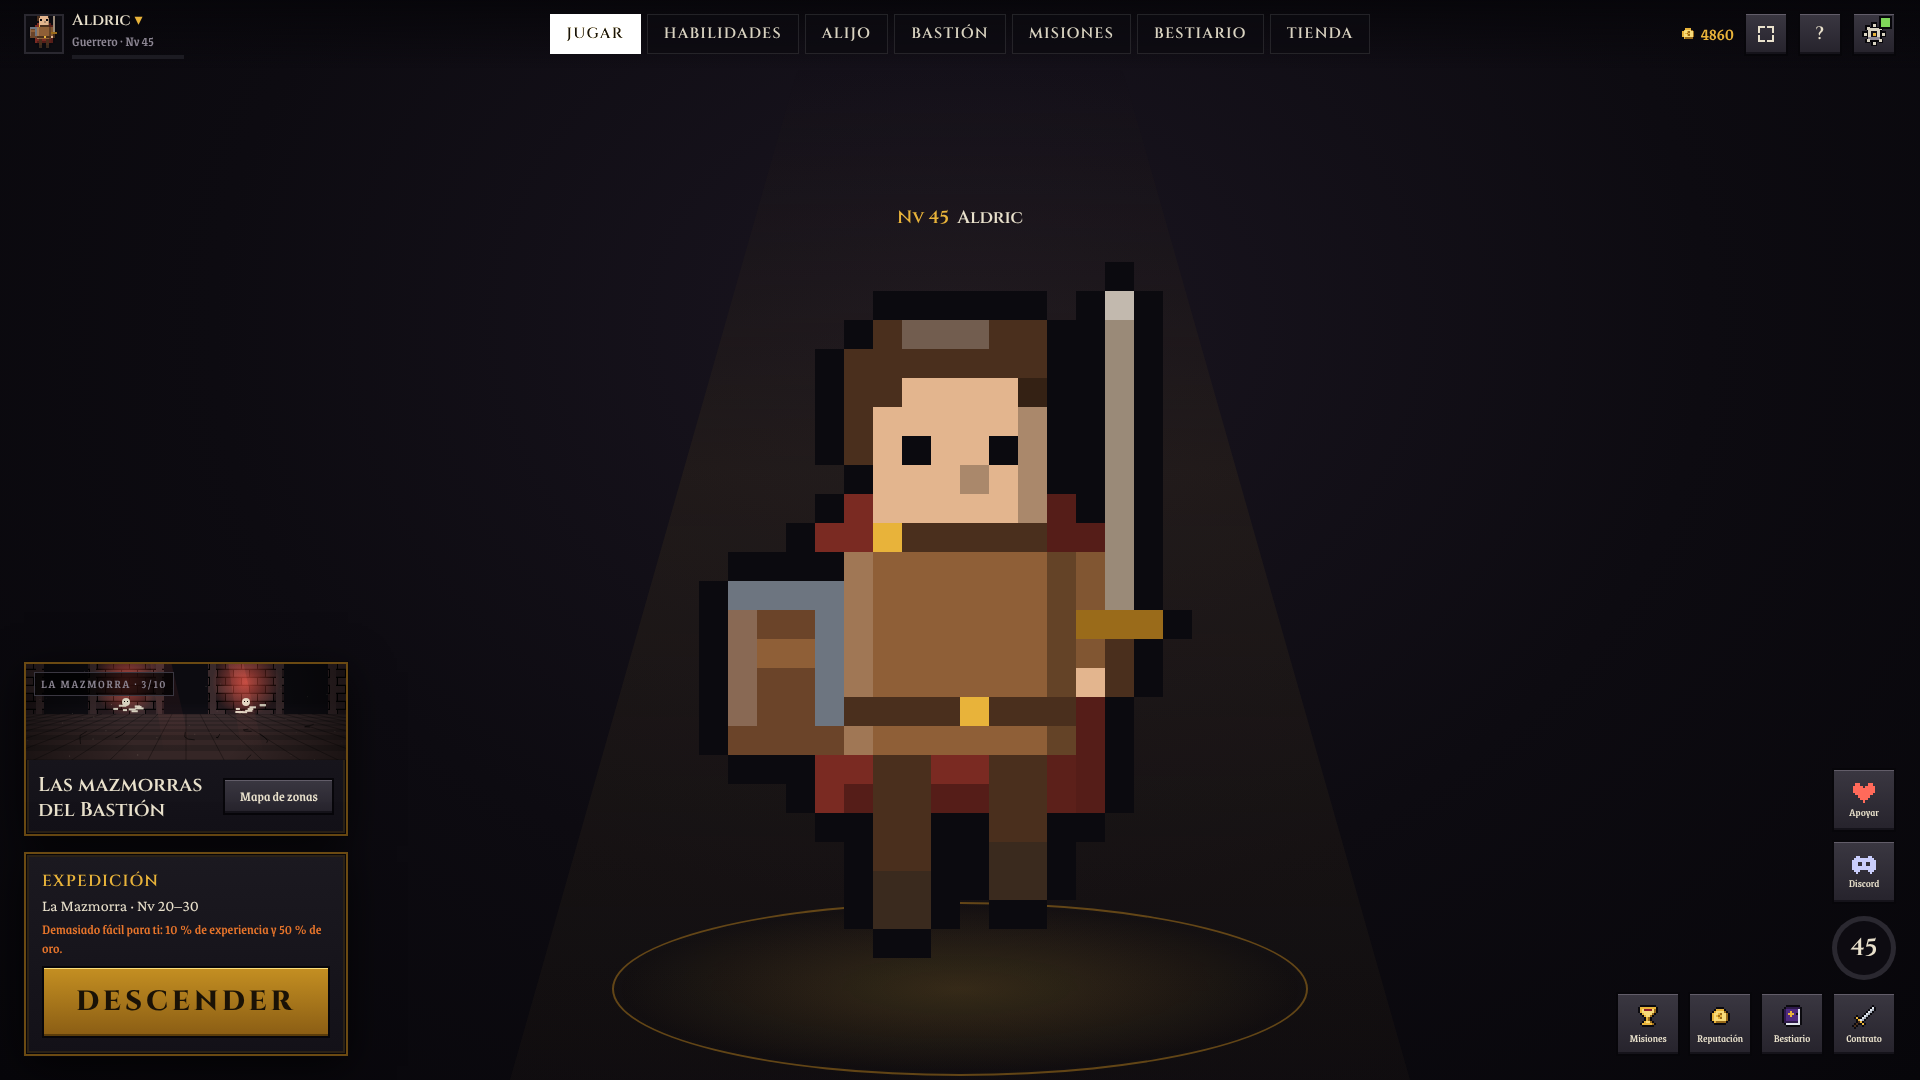 Aldric ▾
Guerrero · Nv 45
JUGAR
HABILIDADES
ALIJO
BASTIÓN
MISIONES
BESTIARIO
TIENDA
4860
?
Nv 45 Aldric
LA MAZMORRA · 3/10
Las mazmorras
del Bastión
Mapa de zonas
EXPEDICIÓN
La Mazmorra · Nv 20–30
Demasiado fácil para ti: 10 % de experiencia y 50 % de
oro.
DESCENDER
Apoyar
Discord
45
Misiones
Reputación
Bestiario
Contrato